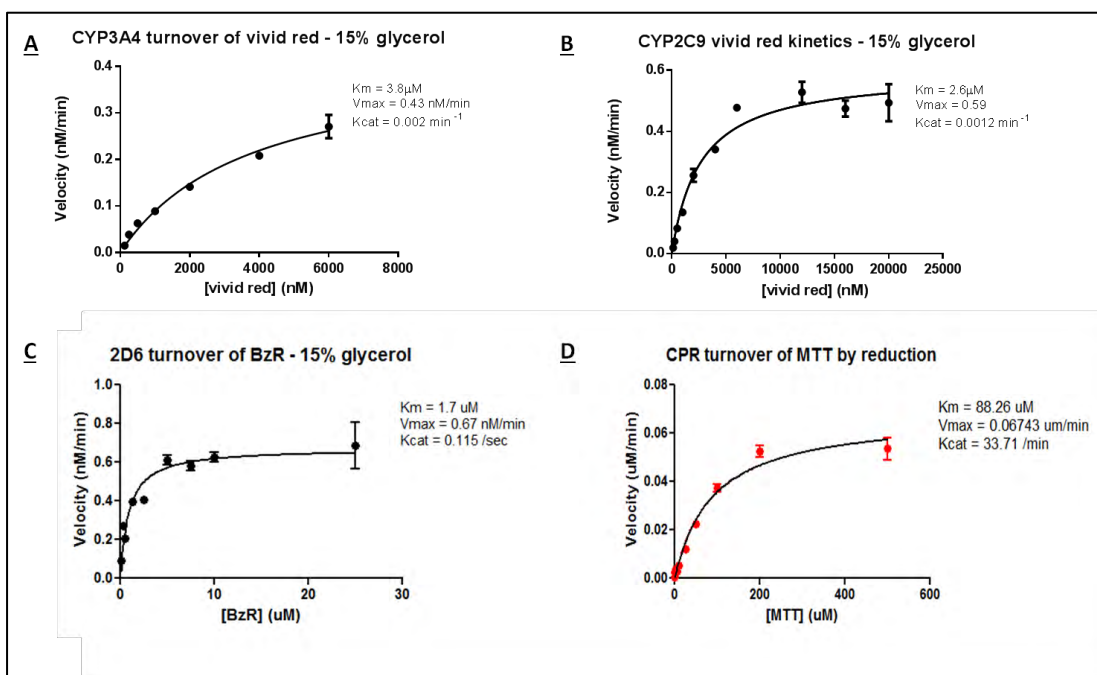 A
CYP3A4 turnover of vivid red - 15% glycerol
Km = 3.8µM
Vmax = 0.43 nM/min
Kcat = 0.002 min⁻¹
Velocity (nM/min)
0.4
0.3
0.2
0.1
0.0
0 2000 4000 6000 8000
[vivid red] (nM)
B
CYP2C9 vivid red kinetics - 15% glycerol
Km = 2.6µM
Vmax = 0.59
Kcat = 0.0012 min⁻¹
Velocity (nM/min)
0.6
0.4
0.2
0.0
0 5000 10000 15000 20000 25000
[vivid red] (nM)
C
2D6 turnover of BzR - 15% glycerol
Km = 1.7 uM
Vmax = 0.67 nM/min
Kcat = 0.115 /sec
Velocity (nM/min)
1.0
0.8
0.6
0.4
0.2
0.0
0 10 20 30
[BzR] (uM)
D
CPR turnover of MTT by reduction
Km = 88.26 uM
Vmax = 0.06743 um/min
Kcat = 33.71 /min
Velocity (uM/min)
0.08
0.06
0.04
0.02
0.00
0 200 400 600
[MTT] (uM)